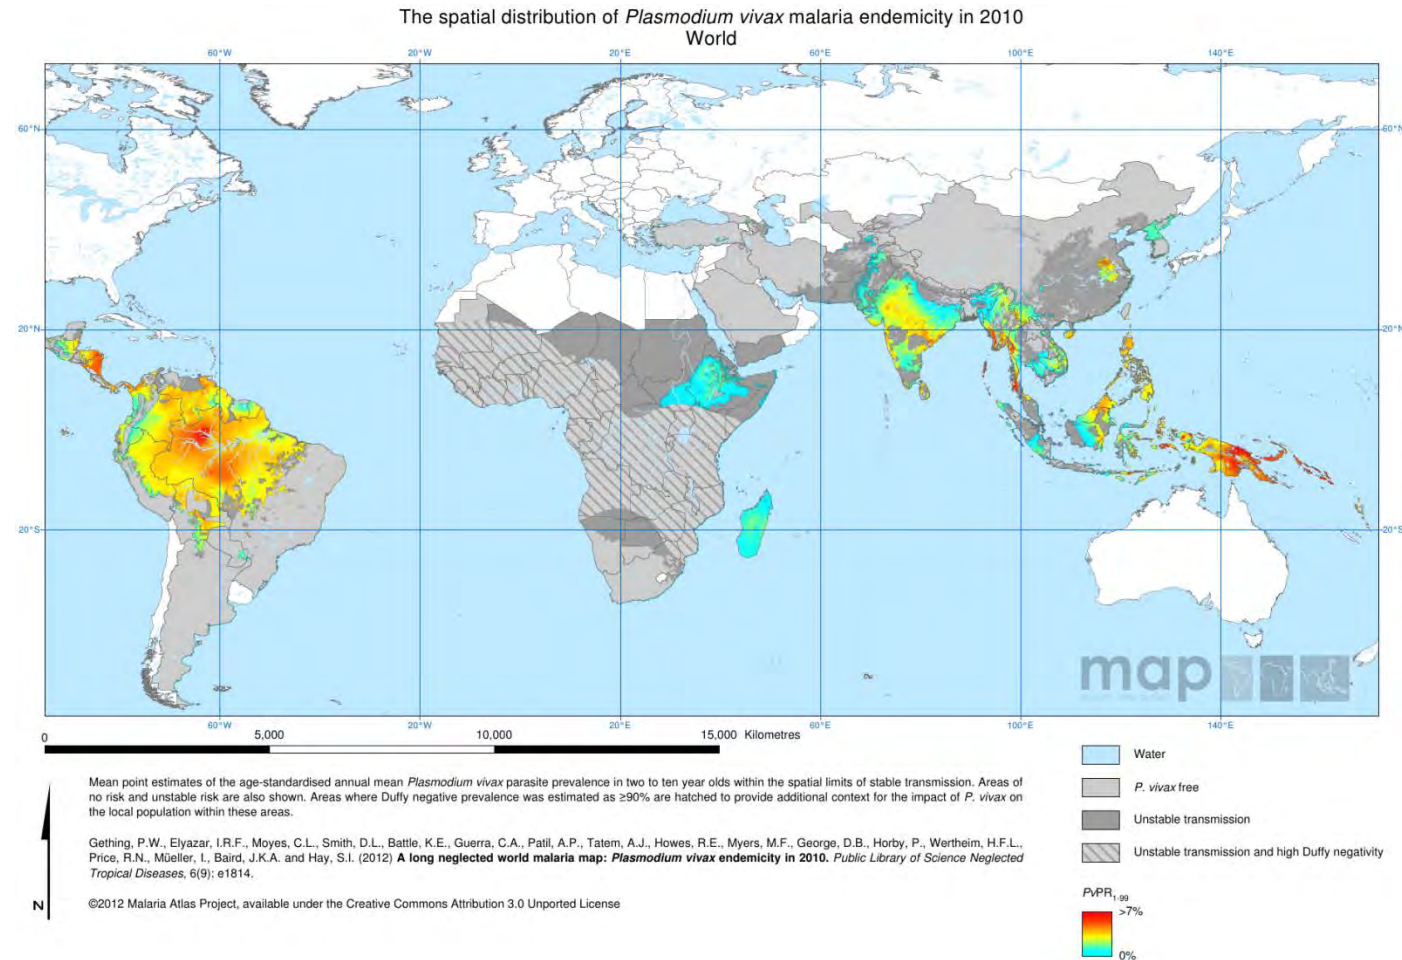 The spatial distribution of Plasmodium vivax malaria endemicity in 2010
World
60°W 20°W 20°E 60°E 100°E 140°E
60°N 60°N
20°N 20°N
20°S 20°S
map
60°W 20°W 20°E 60°E 100°E 140°E
0 5,000 10,000 15,000 Kilometres
Water
P. vivax free
Unstable transmission
Unstable transmission and high Duffy negativity
PvPR1-99
>7%
0%
Mean point estimates of the age-standardised annual mean Plasmodium vivax parasite prevalence in two to ten year olds within the spatial limits of stable transmission. Areas of
no risk and unstable risk are also shown. Areas where Duffy negative prevalence was estimated as ≥90% are hatched to provide additional context for the impact of P. vivax on
the local population within these areas.
Gething, P.W., Elyazar, I.R.F., Moyes, C.L., Smith, D.L., Battle, K.E., Guerra, C.A., Patil, A.P., Tatem, A.J., Howes, R.E., Myers, M.F., George, D.B., Horby, P., Wertheim, H.F.L.,
Price, R.N., Müeller, I., Baird, J.K.A. and Hay, S.I. (2012) A long neglected world malaria map: Plasmodium vivax endemicity in 2010. Public Library of Science Neglected
Tropical Diseases, 6(9): e1814.
N
©2012 Malaria Atlas Project, available under the Creative Commons Attribution 3.0 Unported License